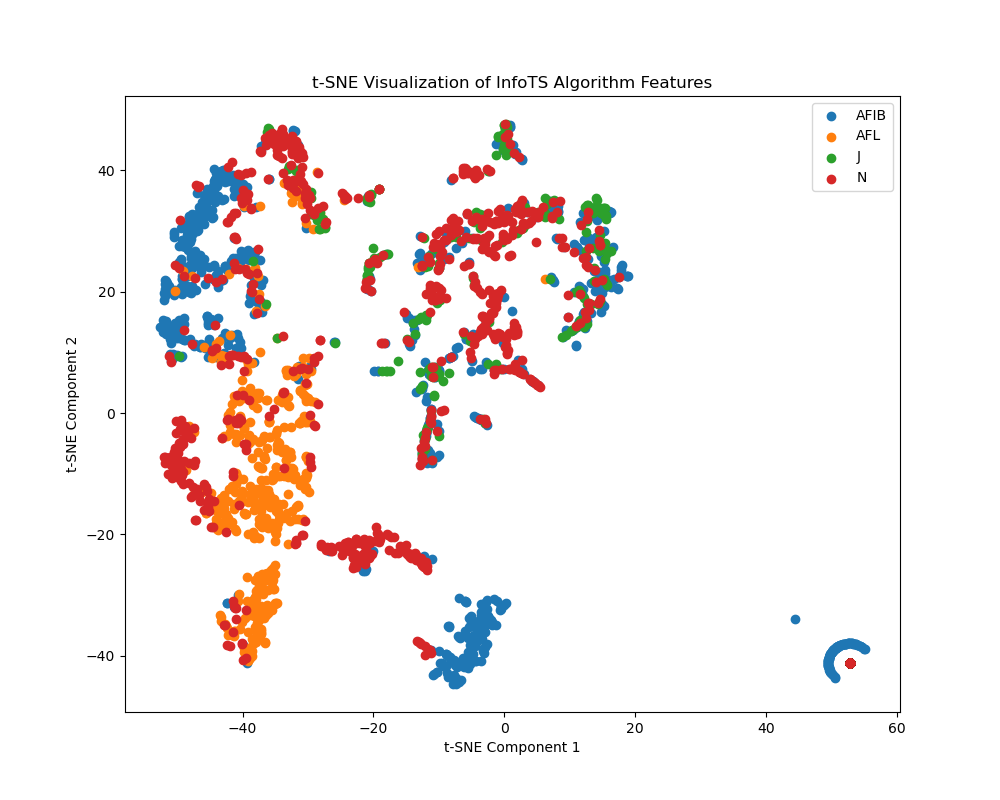 t-SNE Visualization of InfoTS Algorithm Features
AFIB
AFL
J
N
40
20
0
−20
−40
t-SNE Component 2
−40
−20
0
20
40
60
t-SNE Component 1